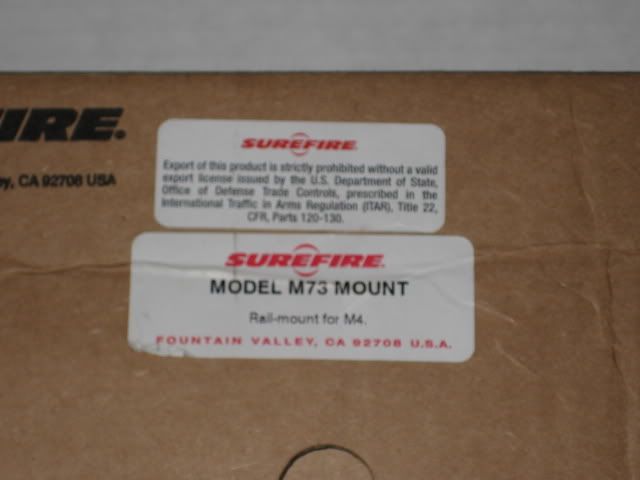 IRE.
ey, CA 92708 USA
SUREFIRE
Export of this product is strictly prohibited without a valid
export license issued by the U.S. Department of State,
Office of Defense Trade Controls, prescribed in the
International Traffic in Arms Regulation (ITAR), Title 22,
CFR, Parts 120-130.
SUREFIRE
MODEL M73 MOUNT
Rail-mount for M4.
FOUNTAIN VALLEY, CA 92708 U.S.A.